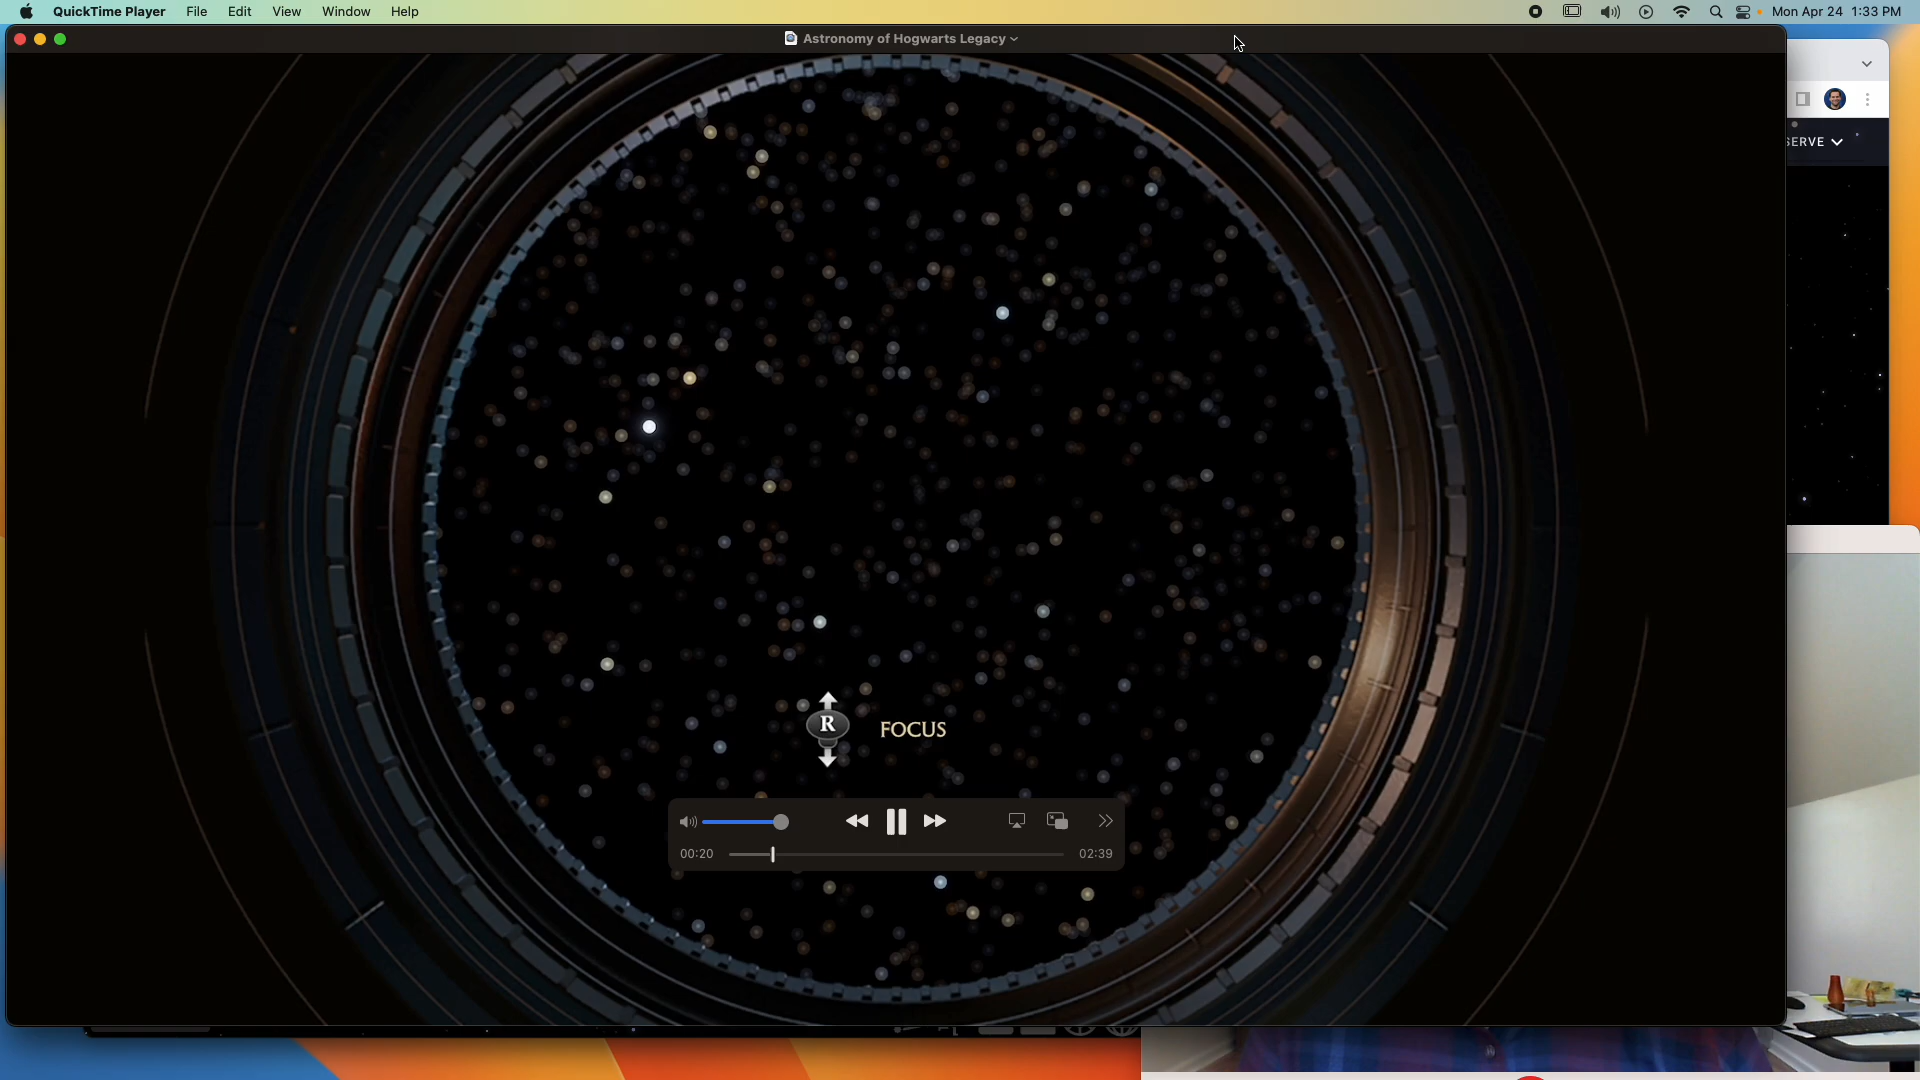 QuickTime Player File Edit View Window Help Mon Apr 24 1:33 PM
Astronomy of Hogwarts Legacy
SERVE
R FOCUS
00:20 02:39